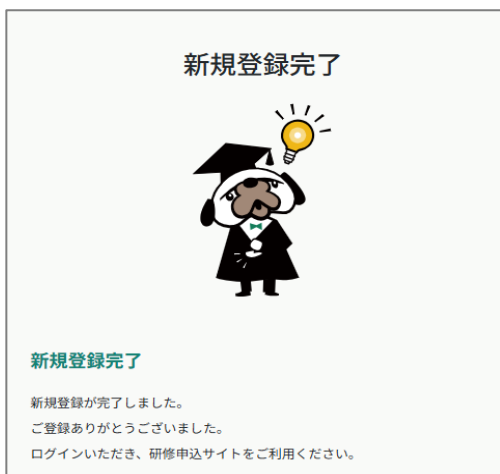 新規登録完了
新規登録完了
新規登録が完了しました。
ご登録ありがとうございました。
ログインいただき、研修申込サイトをご利用ください。